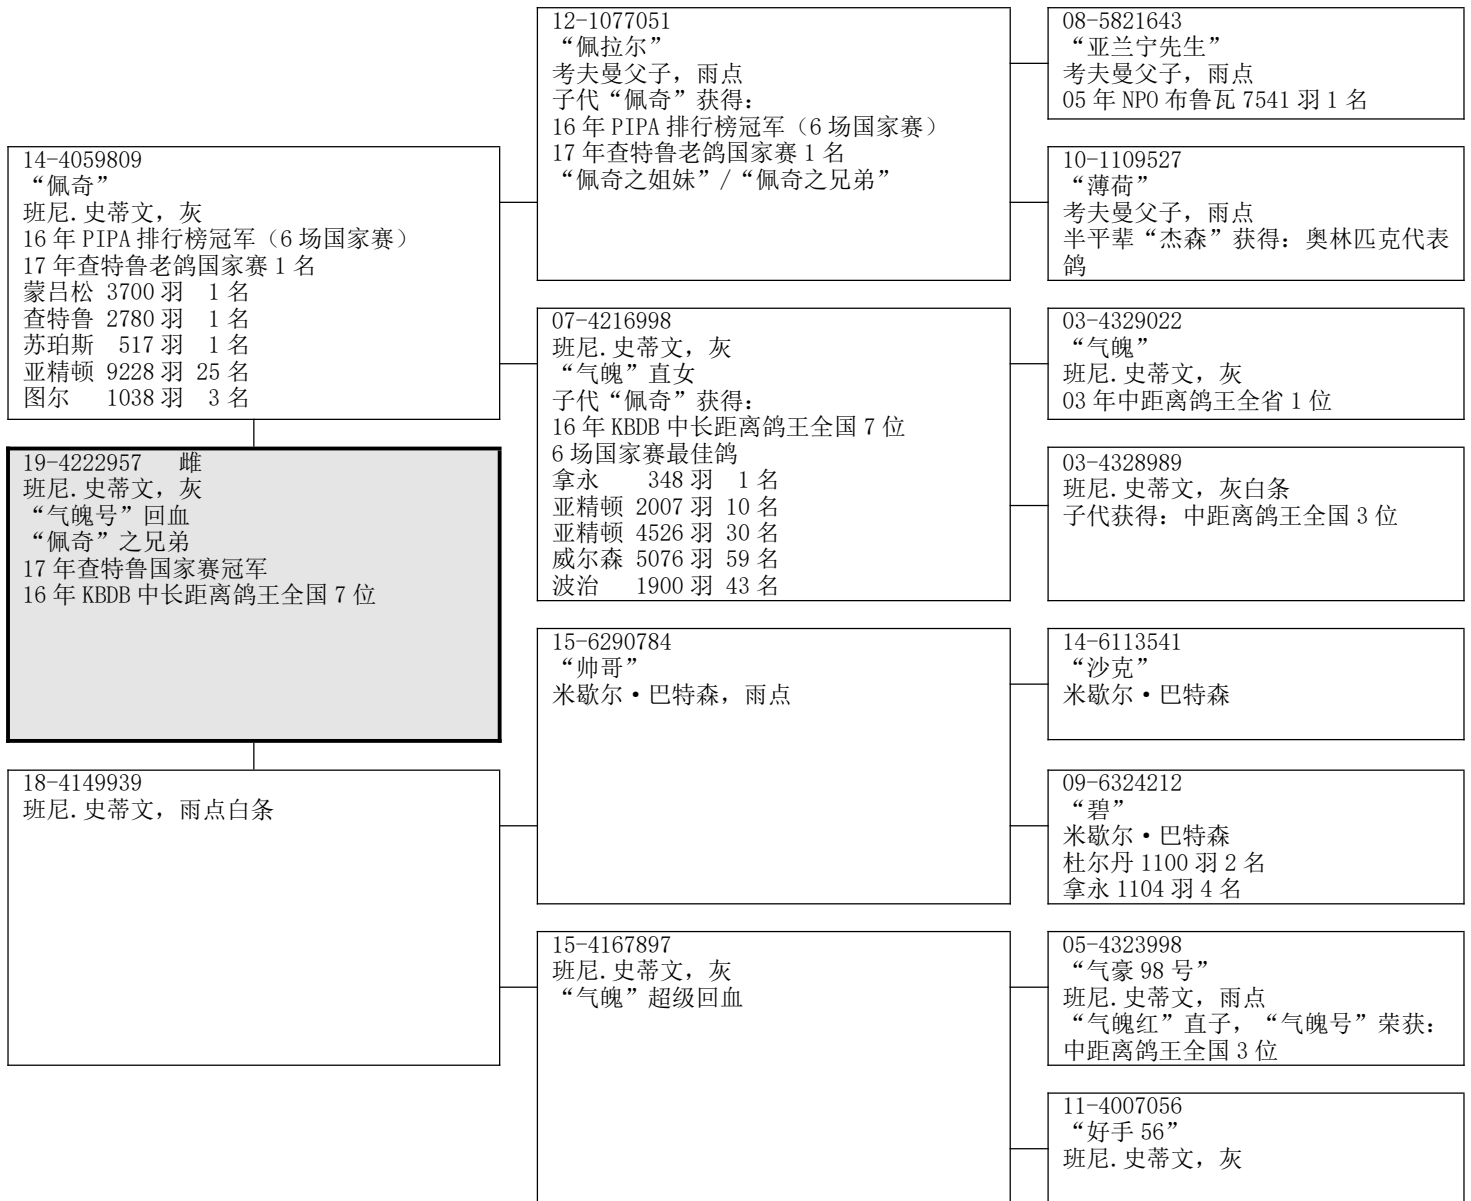 14-4059809
“佩奇”
班尼.史蒂文，灰
16年PIPA排行榜冠军（6场国家赛）
17年查特鲁老鸽国家赛1名
蒙吕松 3700羽 1名
查特鲁 2780羽 1名
苏珀斯 517羽 1名
亚精顿 9228羽 25名
图尔 1038羽 3名
19-4222957 雌
班尼.史蒂文，灰
“气魄号”回血
“佩奇”之兄弟
17年查特鲁国家赛冠军
16年KBDB中长距离鸽王全国7位
18-4149939
班尼.史蒂文，雨点白条
12-1077051
“佩拉尔”
考夫曼父子，雨点
子代“佩奇”获得：
16年PIPA排行榜冠军（6场国家赛）
17年查特鲁老鸽国家赛1名
“佩奇之姐妹”/“佩奇之兄弟”
07-4216998
班尼.史蒂文，灰
“气魄”直女
子代“佩奇”获得：
16年KBDB中长距离鸽王全国7位
6场国家赛最佳鸽
拿永 348羽 1名
亚精顿 2007羽 10名
亚精顿 4526羽 30名
威尔森 5076羽 59名
波治 1900羽 43名
15-6290784
“帅哥”
米歇尔·巴特森，雨点
15-4167897
班尼.史蒂文，灰
“气魄”超级回血
08-5821643
“亚兰宁先生”
考夫曼父子，雨点
05年NPO布鲁瓦7541羽1名
10-1109527
“薄荷”
考夫曼父子，雨点
半平辈“杰森”获得：奥林匹克代表
鸽
03-4329022
“气魄”
班尼.史蒂文，灰
03年中距离鸽王全省1位
03-4328989
班尼.史蒂文，灰白条
子代获得：中距离鸽王全国3位
14-6113541
“沙克”
米歇尔·巴特森
09-6324212
“碧”
米歇尔·巴特森
杜尔丹1100羽2名
拿永1104羽4名
05-4323998
“气豪98号”
班尼.史蒂文，雨点
“气魄红”直子，“气魄号”荣获：
中距离鸽王全国3位
11-4007056
“好手56”
班尼.史蒂文，灰